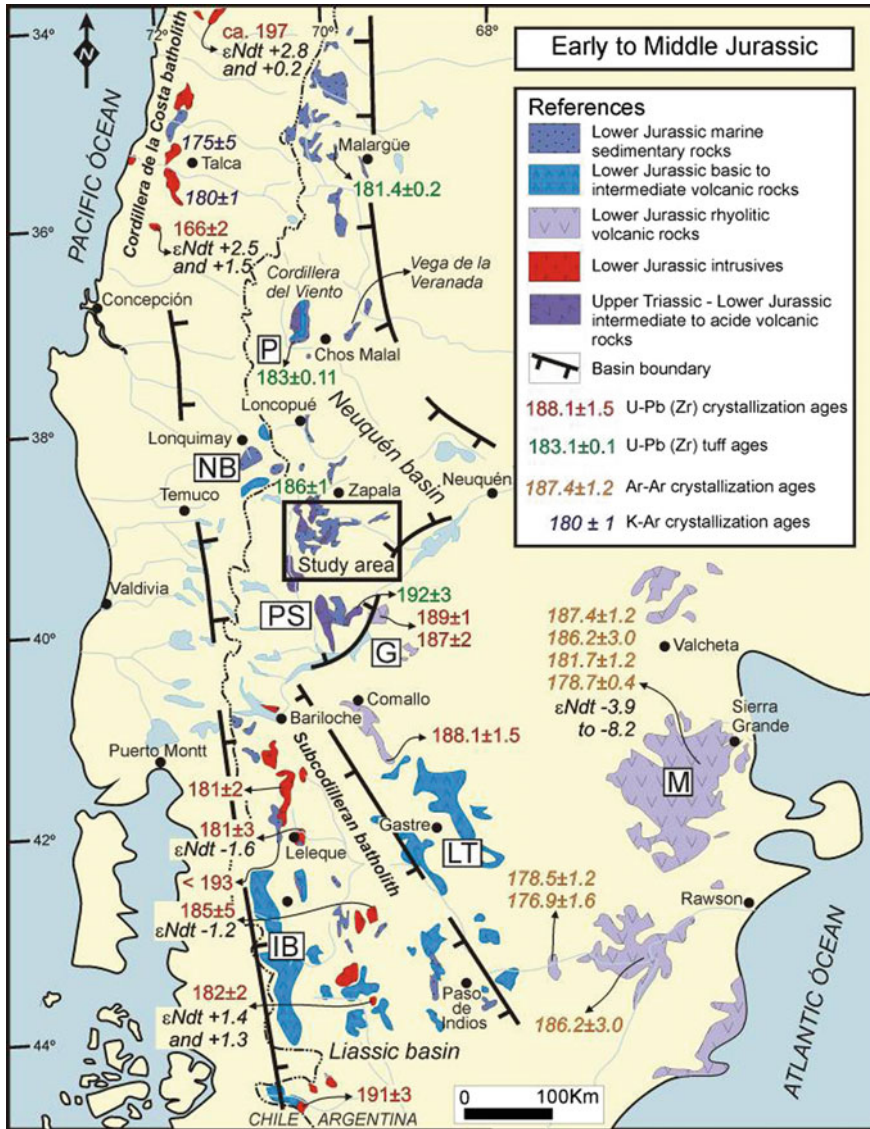 34°
72°
70°
68°
36°
38°
40°
42°
44°
N
Early to Middle Jurassic
References
Lower Jurassic marine
sedimentary rocks
Lower Jurassic basic to
intermediate volcanic rocks
Lower Jurassic rhyolitic
volcanic rocks
Lower Jurassic intrusives
Upper Triassic - Lower Jurassic
intermediate to acide volcanic
rocks
Basin boundary
188.1±1.5 U-Pb (Zr) crystallization ages
183.1±0.1 U-Pb (Zr) tuff ages
187.4±1.2 Ar-Ar crystallization ages
180 ± 1 K-Ar crystallization ages
PACIFIC ÓCEAN
Cordillera de la Costa batholith
ca. 197
εNdt +2.8
and +0.2
175±5
Talca
180±1
166±2
εNdt +2.5
and +1.5
Malargüe
181.4±0.2
Concepción
Cordillera
del Viento
Vega de la
Veranada
P
Chos Malal
183±0.11
Loncopué
Neuquén basin
Lonquimay
NB
186±1
Zapala
Neuquén
Temuco
Study area
Valdivia
PS
192±3
189±1
187±2
G
187.4±1.2
186.2±3.0
181.7±1.2
178.7±0.4
εNdt -3.9
to -8.2
Valcheta
Sierra
Grande
M
Comallo
Bariloche
188.1±1.5
Puerto Montt
Subcodilleran batholith
181±2
181±3
εNdt -1.6
Leleque
Gastre
LT
< 193
185±5
εNdt -1.2
IB
178.5±1.2
176.9±1.6
Rawson
182±2
εNdt +1.4
and +1.3
Paso
de
Indios
186.2±3.0
Liassic basin
191±3
CHILE
ARGENTINA
0 100Km
ATLANTIC ÓCEAN